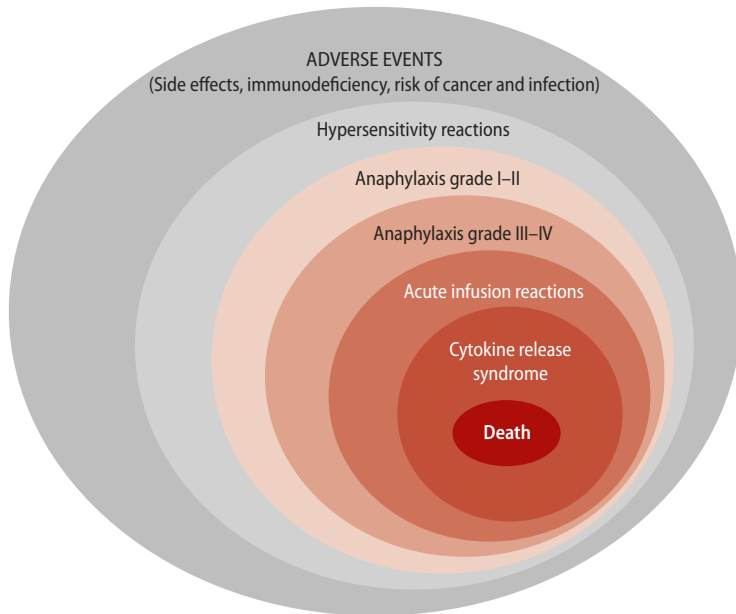 ADVERSE EVENTS
(Side effects, immunodeficiency, risk of cancer and infection)
Hypersensitivity reactions
Anaphylaxis grade I–II
Anaphylaxis grade III–IV
Acute infusion reactions
Cytokine release
syndrome
Death